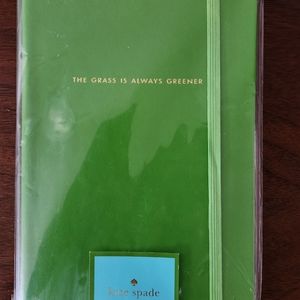 THE GRASS IS ALWAYS GREENER
kate spade